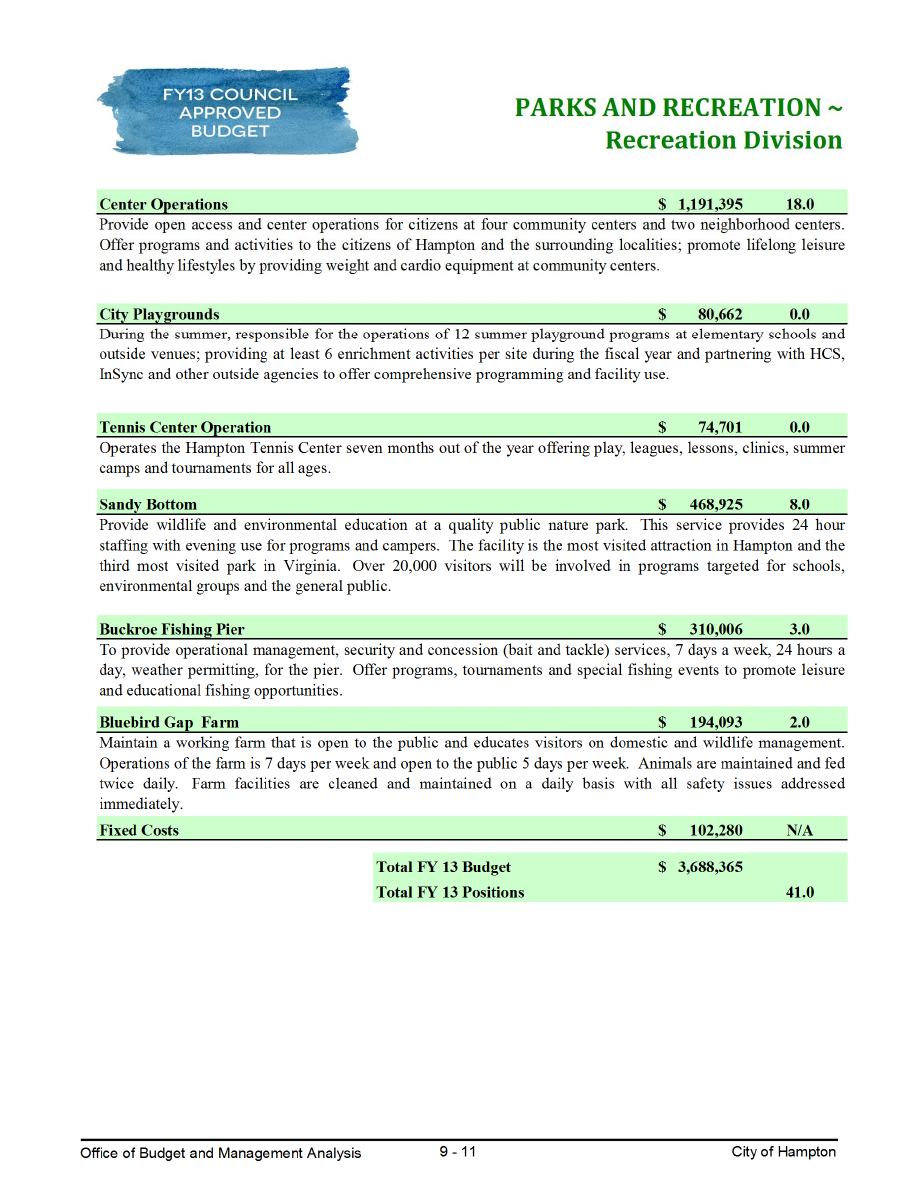 FY13 COUNCIL
APPROVED
BUDGET
PARKS AND RECREATION ~
Recreation Division
Center Operations $ 1,191,395 18.0
Provide open access and center operations for citizens at four community centers and two neighborhood centers.
Offer programs and activities to the citizens of Hampton and the surrounding localities; promote lifelong leisure
and healthy lifestyles by providing weight and cardio equipment at community centers.
City Playgrounds $ 80,662 0.0
During the summer, responsible for the operations of 12 summer playground programs at elementary schools and
outside venues; providing at least 6 enrichment activities per site during the fiscal year and partnering with HCS,
InSync and other outside agencies to offer comprehensive programming and facility use.
Tennis Center Operation $ 74,701 0.0
Operates the Hampton Tennis Center seven months out of the year offering play, leagues, lessons, clinics, summer
camps and tournaments for all ages.
Sandy Bottom $ 468,925 8.0
Provide wildlife and environmental education at a quality public nature park. This service provides 24 hour
staffing with evening use for programs and campers. The facility is the most visited attraction in Hampton and the
third most visited park in Virginia. Over 20,000 visitors will be involved in programs targeted for schools,
environmental groups and the general public.
Buckroe Fishing Pier $ 310,006 3.0
To provide operational management, security and concession (bait and tackle) services, 7 days a week, 24 hours a
day, weather permitting, for the pier. Offer programs, tournaments and special fishing events to promote leisure
and educational fishing opportunities.
Bluebird Gap Farm $ 194,093 2.0
Maintain a working farm that is open to the public and educates visitors on domestic and wildlife management.
Operations of the farm is 7 days per week and open to the public 5 days per week. Animals are maintained and fed
twice daily. Farm facilities are cleaned and maintained on a daily basis with all safety issues addressed
immediately.
Fixed Costs $ 102,280 N/A
Total FY 13 Budget $ 3,688,365
Total FY 13 Positions 41.0
Office of Budget and Management Analysis 9 - 11 City of Hampton